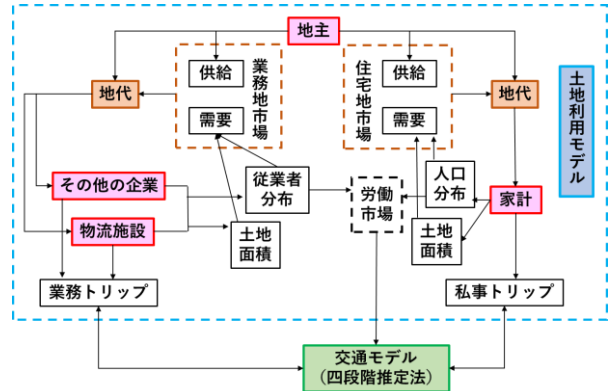 地主
業務地市場
供給
需要
住宅地市場
供給
需要
地代
地代
土地利用モデル
その他の企業
物流施設
従業者
分布
土地
面積
労働
市場
人口
分布
土地
面積
家計
業務トリップ
私事トリップ
交通モデル
(四段階推定法)